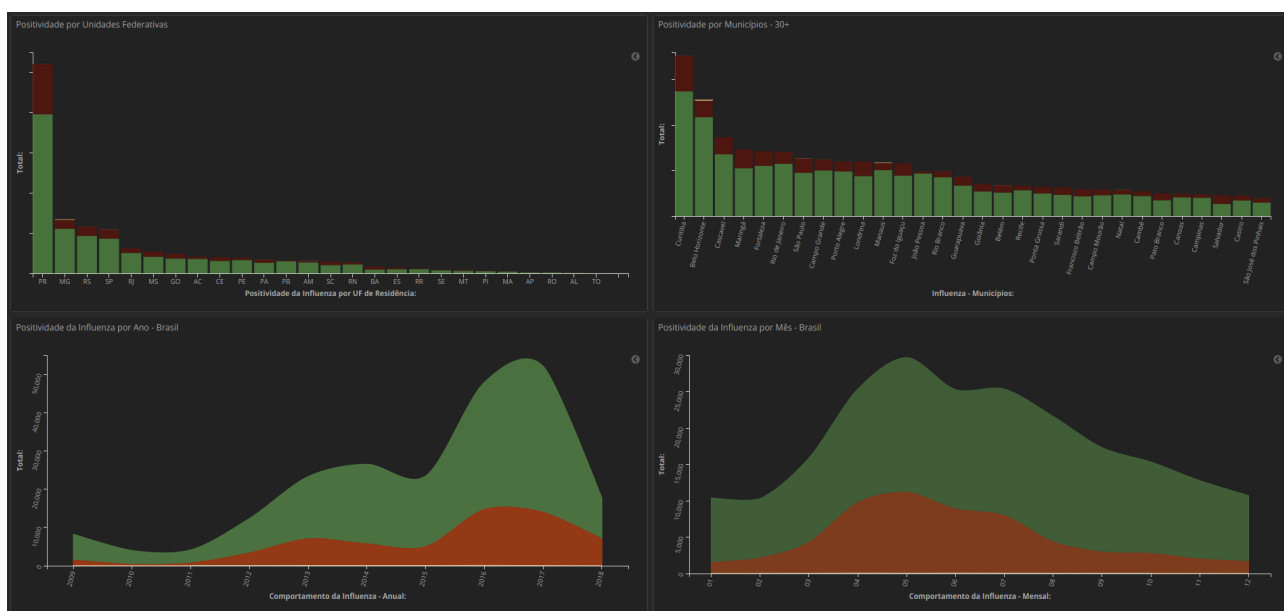 Positividade por Unidades Federativas
Total:
PR MG RS SP RJ MS GO AC CE PE PA PB AM SC RN BA ES RR SE MT PI MA AP RO AL TO
Positividade da Influenza por UF de Residência:
Positividade por Municípios - 30+
Total:
Curitiba
Belo Horizonte
Cascável
Maringá
Fortaleza
Rio de Janeiro
São Paulo
Campo Grande
Porto Alegre
Londrina
Manaus
Foz do Iguaçu
João Pessoa
Rio Branco
Guarapuava
Goiânia
Belém
Recife
Ponta Grossa
Sarandi
Francisco Beltrão
Campo Mourão
Natal
Cambé
Pato Branco
Canoas
Campinas
Salvador
Castro
São José dos Pinhais
Influenza - Municípios:
Positividade da Influenza por Ano - Brasil
Total:
50,000
40,000
30,000
20,000
10,000
0
2009 2010 2011 2012 2013 2014 2015 2016 2017 2018
Comportamento da Influenza - Anual:
Positividade da Influenza por Mês - Brasil
Total:
30,000
25,000
20,000
15,000
10,000
5,000
0
01 02 03 04 05 06 07 08 09 10 11 12
Comportamento da Influenza - Mensal: